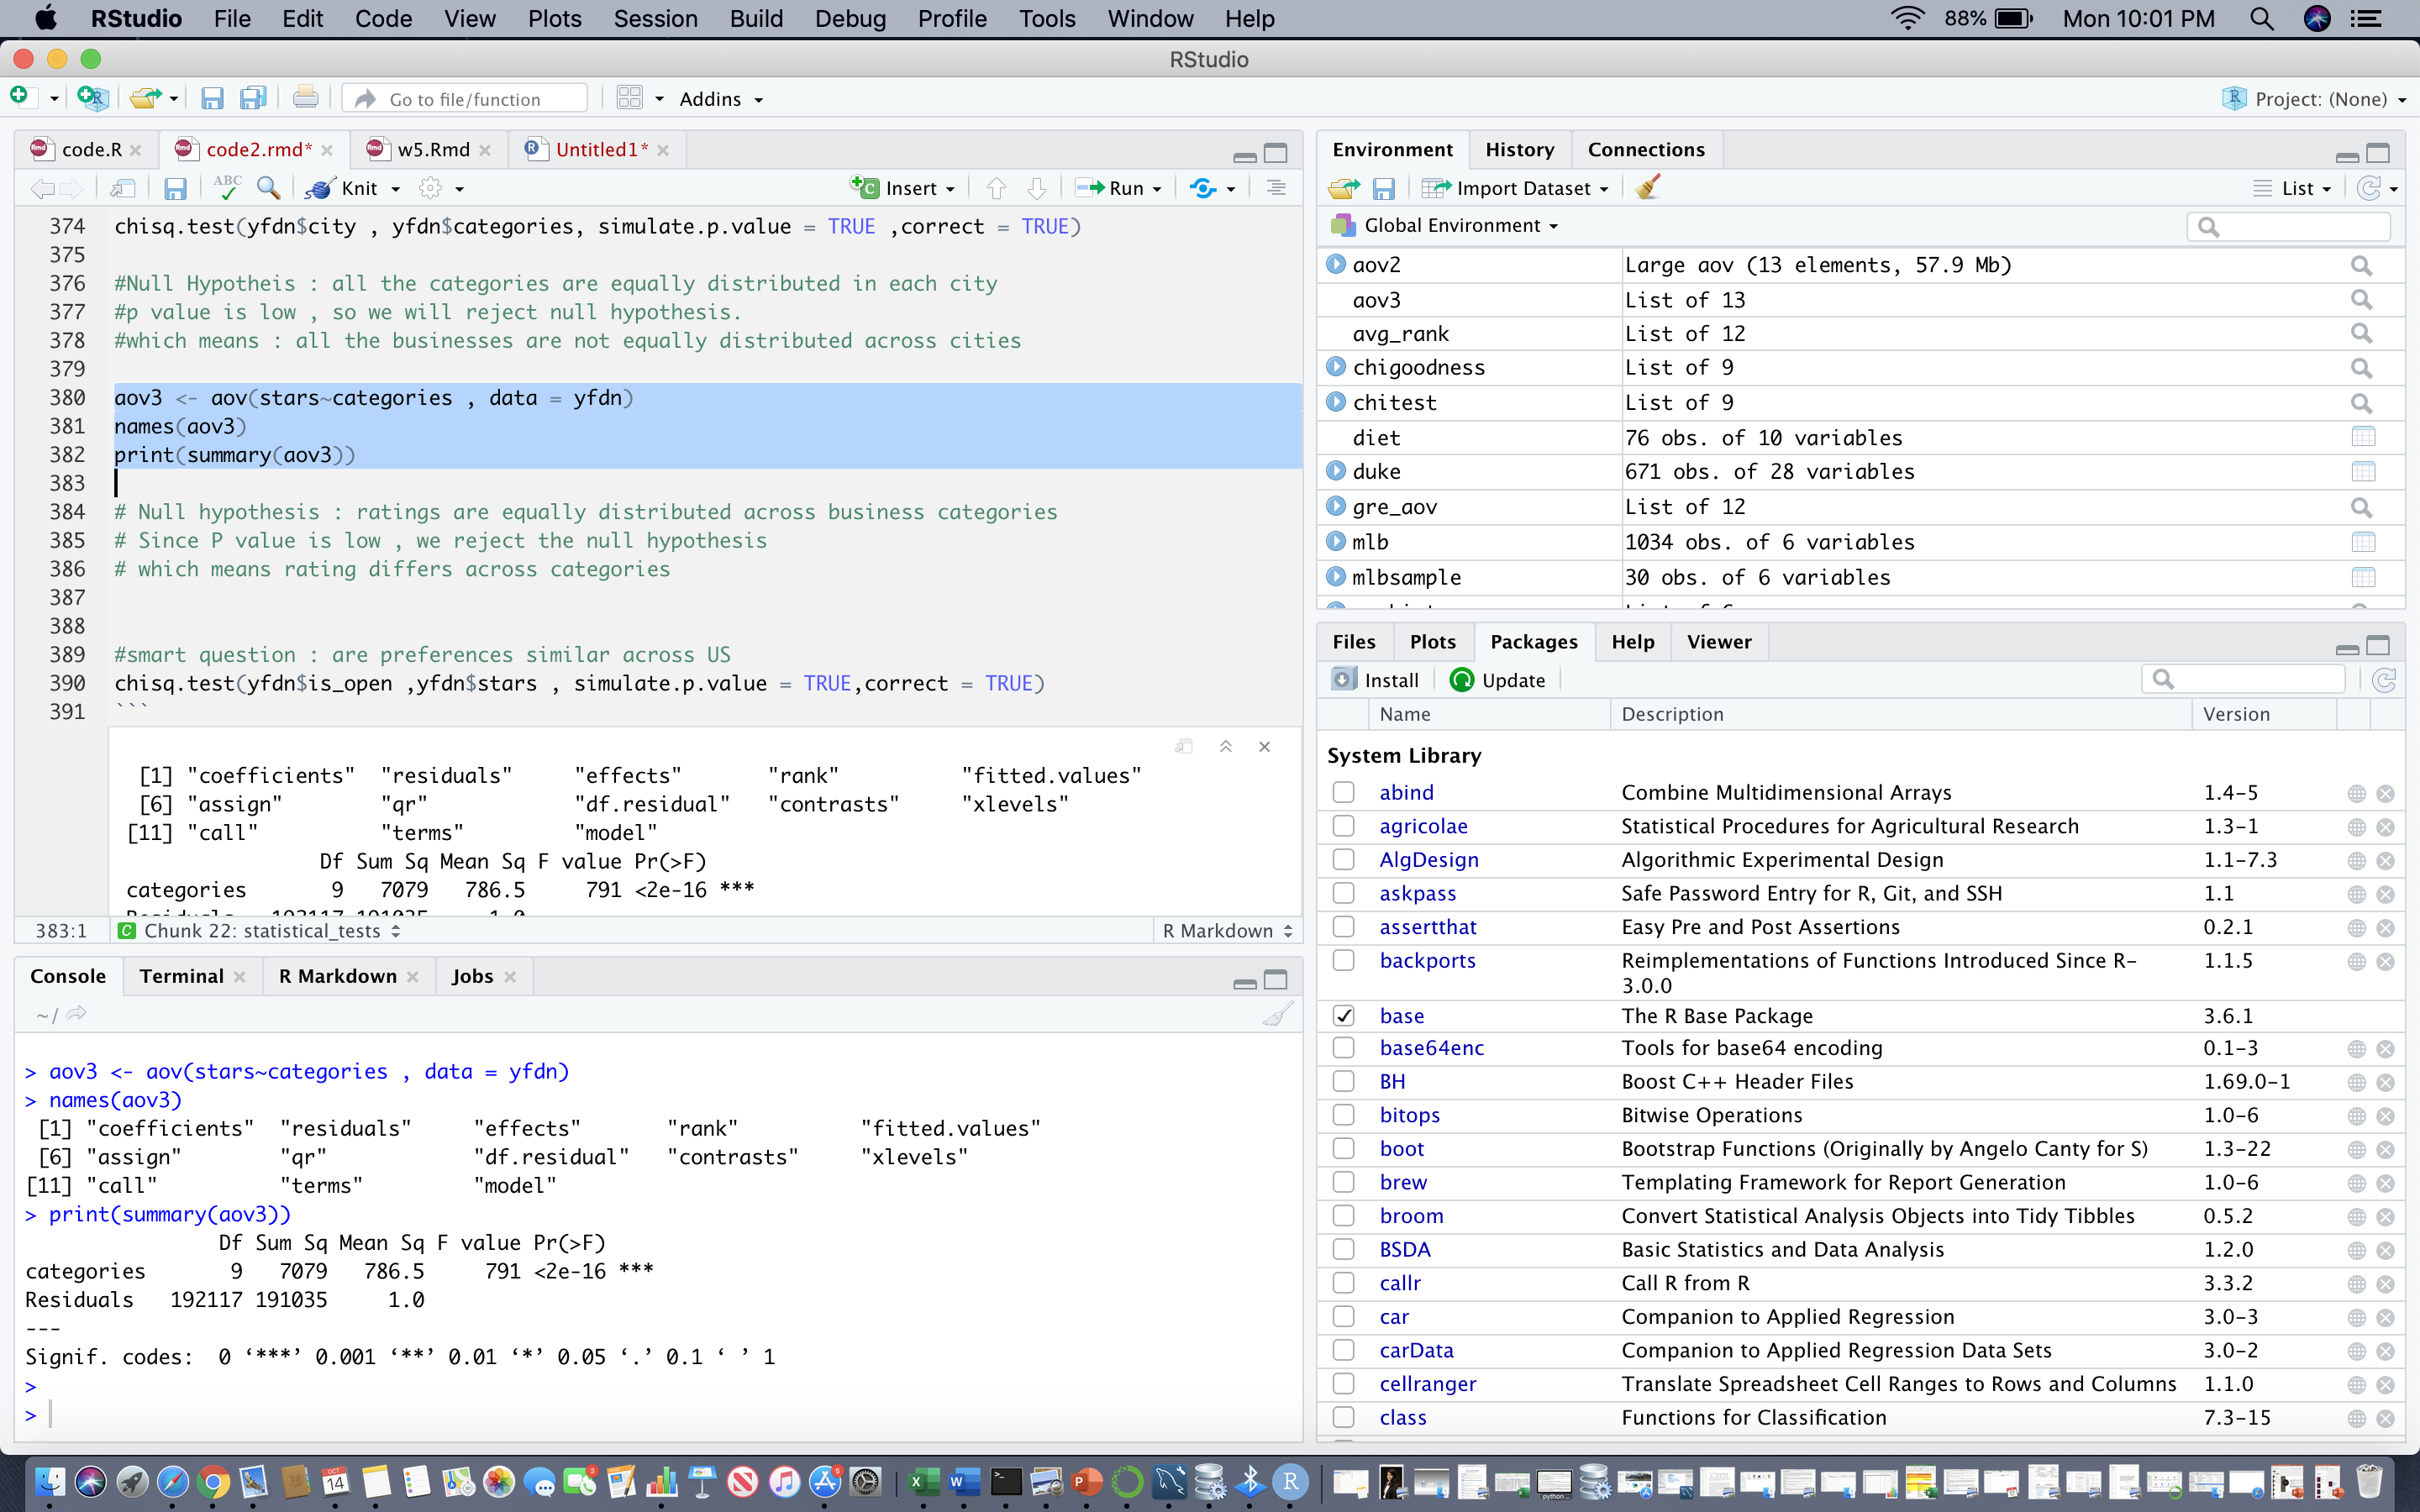 RStudio File Edit Code View Plots Session Build Debug Profile Tools Window Help 88% Mon 10:01 PM
RStudio
Go to file/function Addins Project: (None)
code.R code2.rmd* w5.Rmd Untitled1*
ABC Knit Insert Run
374 chisq.test(yfdn$city , yfdn$categories, simulate.p.value = TRUE ,correct = TRUE)
375
376 #Null Hypotheis : all the categories are equally distributed in each city
377 #p value is low , so we will reject null hypothesis.
378 #which means : all the businesses are not equally distributed across cities
379
380 aov3 <- aov(stars~categories , data = yfdn)
381 names(aov3)
382 print(summary(aov3))
383
384 # Null hypothesis : ratings are equally distributed across business categories
385 # Since P value is low , we reject the null hypothesis
386 # which means rating differs across categories
387
388
389 #smart question : are preferences similar across US
390 chisq.test(yfdn$is_open ,yfdn$stars , simulate.p.value = TRUE,correct = TRUE)
391 ```
[1] "coefficients" "residuals" "effects" "rank" "fitted.values"
[6] "assign" "qr" "df.residual" "contrasts" "xlevels"
[11] "call" "terms" "model"
Df Sum Sq Mean Sq F value Pr(>F)
categories 9 7079 786.5 791 <2e-16 ***
383:1 Chunk 22: statistical_tests R Markdown
Console Terminal R Markdown Jobs
~/
> aov3 <- aov(stars~categories , data = yfdn)
> names(aov3)
[1] "coefficients" "residuals" "effects" "rank" "fitted.values"
[6] "assign" "qr" "df.residual" "contrasts" "xlevels"
[11] "call" "terms" "model"
> print(summary(aov3))
Df Sum Sq Mean Sq F value Pr(>F)
categories 9 7079 786.5 791 <2e-16 ***
Residuals 192117 191035 1.0
---
Signif. codes: 0 ‘***’ 0.001 ‘**’ 0.01 ‘*’ 0.05 ‘.’ 0.1 ‘ ’ 1
>
>
Environment History Connections
Import Dataset List
Global Environment
aov2 Large aov (13 elements, 57.9 Mb)
aov3 List of 13
avg_rank List of 12
chigoodness List of 9
chitest List of 9
diet 76 obs. of 10 variables
duke 671 obs. of 28 variables
gre_aov List of 12
mlb 1034 obs. of 6 variables
mlbsample 30 obs. of 6 variables
Files Plots Packages Help Viewer
Install Update
Name Description Version
System Library
abind Combine Multidimensional Arrays 1.4-5
agricolae Statistical Procedures for Agricultural Research 1.3-1
AlgDesign Algorithmic Experimental Design 1.1-7.3
askpass Safe Password Entry for R, Git, and SSH 1.1
assertthat Easy Pre and Post Assertions 0.2.1
backports Reimplementations of Functions Introduced Since R- 1.1.5
3.0.0
base The R Base Package 3.6.1
base64enc Tools for base64 encoding 0.1-3
BH Boost C++ Header Files 1.69.0-1
bitops Bitwise Operations 1.0-6
boot Bootstrap Functions (Originally by Angelo Canty for S) 1.3-22
brew Templating Framework for Report Generation 1.0-6
broom Convert Statistical Analysis Objects into Tidy Tibbles 0.5.2
BSDA Basic Statistics and Data Analysis 1.2.0
callr Call R from R 3.3.2
car Companion to Applied Regression 3.0-3
carData Companion to Applied Regression Data Sets 3.0-2
cellranger Translate Spreadsheet Cell Ranges to Rows and Columns 1.1.0
class Functions for Classification 7.3-15